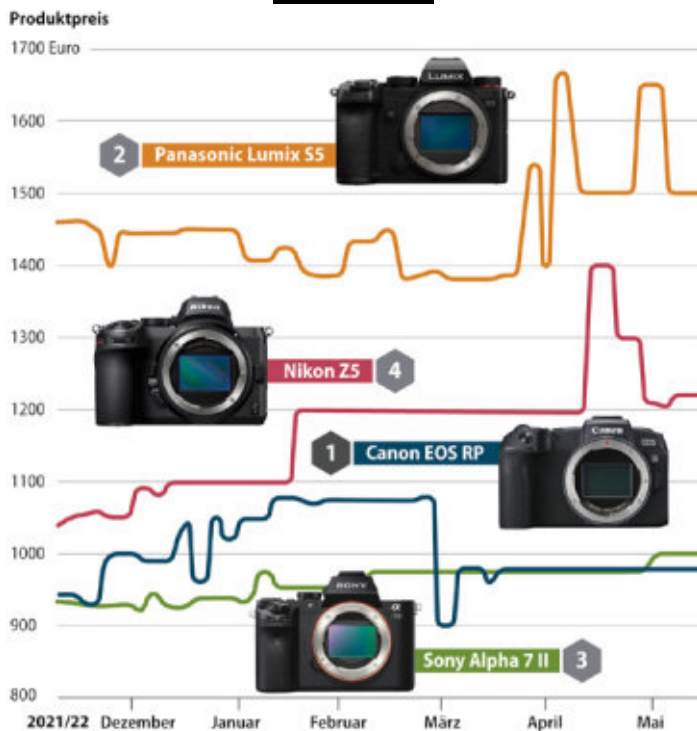 Produktpreis
1700 Euro
LUMIX
1600
2 Panasonic Lumix S5
1500
1400
Nikon
1300
Nikon Z5 4
1200
Canon
1 Canon EOS RP
1100
1000
SONY
900
Sony Alpha 7 II 3
800
2021/22 Dezember Januar Februar März April Mai